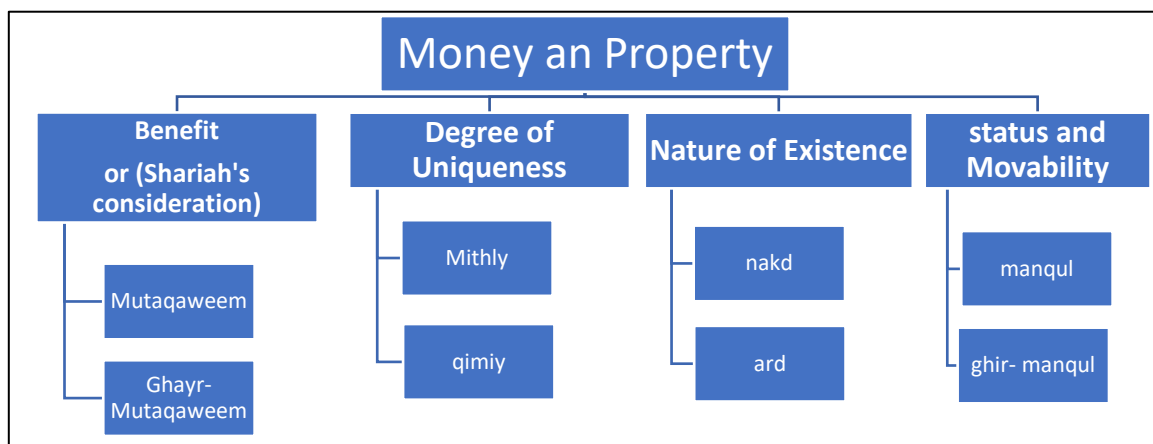 Money an Property
Benefit
or (Shariah's
consideration)
Mutaqaweem
Ghayr-
Mutaqaweem
Degree of
Uniqueness
Mithly
qimiy
Nature of Existence
nakd
ard
status and
Movability
manqul
ghir- manqul